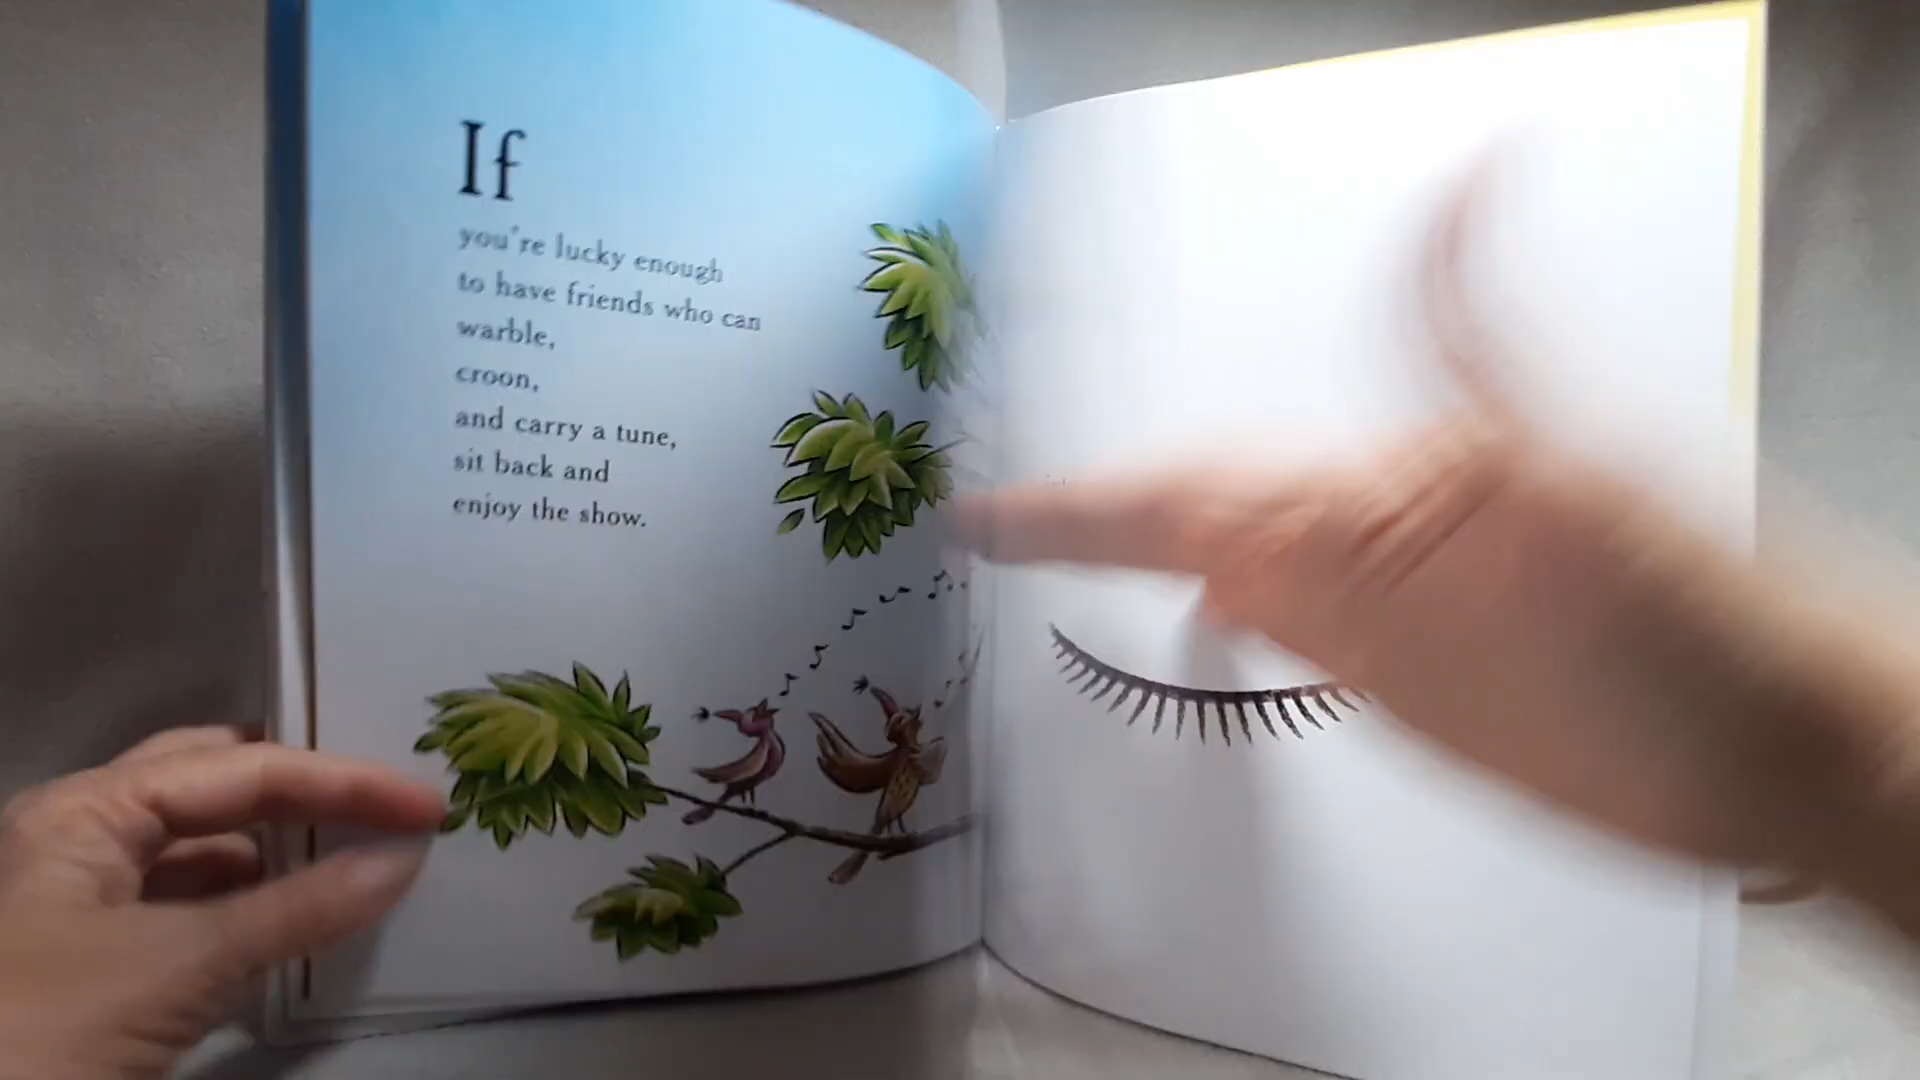 If
you're lucky enough
to have friends who can
warble,
croon,
and carry a tune,
sit back and
enjoy the show.